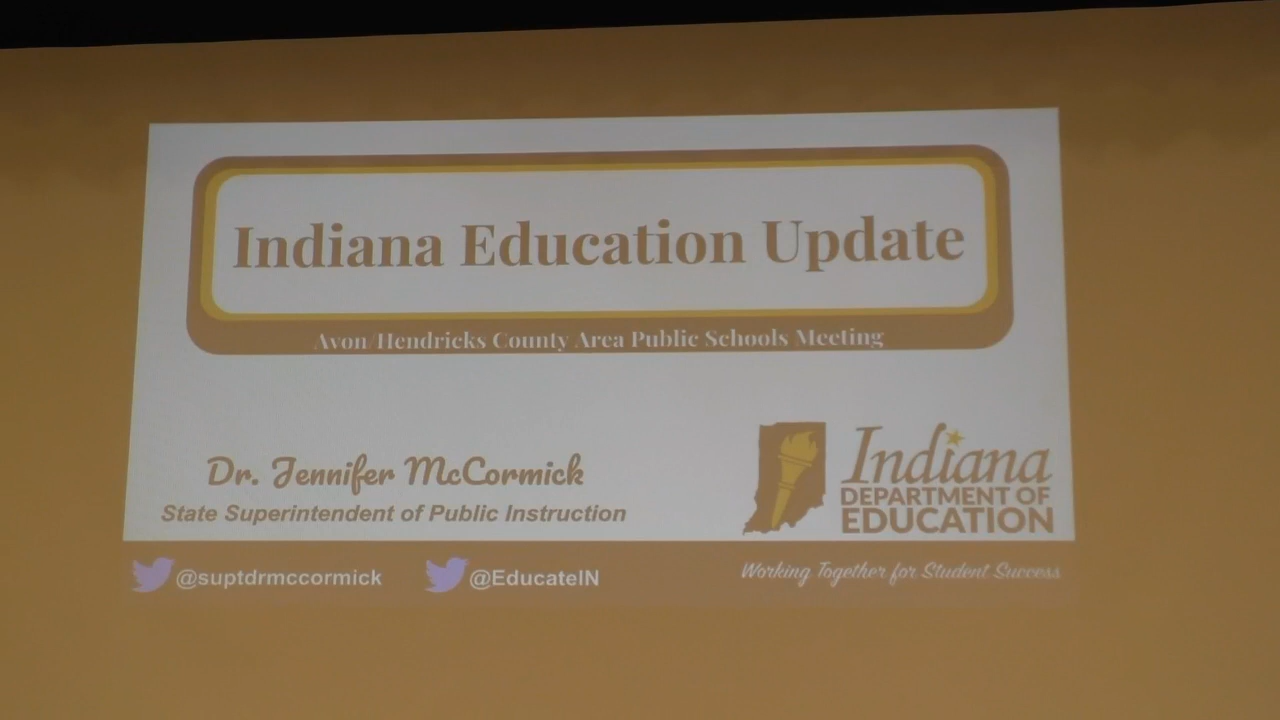 Indiana Education Update
Avon/Hendricks County Area Public Schools Meeting
Dr. Jennifer McCormick
State Superintendent of Public Instruction
Indiana
DEPARTMENT OF
EDUCATION
@suptdrmccormick @EducateIN
Working Together for Student Success